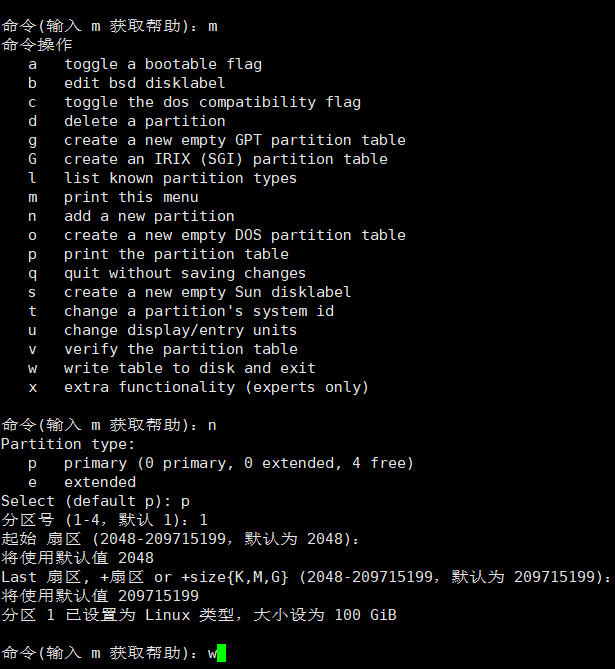 命令(输入 m 获取帮助)：m
命令操作
a   toggle a bootable flag
b   edit bsd disklabel
c   toggle the dos compatibility flag
d   delete a partition
g   create a new empty GPT partition table
G   create an IRIX (SGI) partition table
l   list known partition types
m   print this menu
n   add a new partition
o   create a new empty DOS partition table
p   print the partition table
q   quit without saving changes
s   create a new empty Sun disklabel
t   change a partition's system id
u   change display/entry units
v   verify the partition table
w   write table to disk and exit
x   extra functionality (experts only)
命令(输入 m 获取帮助)：n
Partition type:
p   primary (0 primary, 0 extended, 4 free)
e   extended
Select (default p): p
分区号 (1-4，默认 1)：1
起始 扇区 (2048-209715199，默认为 2048)：
将使用默认值 2048
Last 扇区, +扇区 or +size{K,M,G} (2048-209715199，默认为 209715199)：
将使用默认值 209715199
分区 1 已设置为 Linux 类型，大小设为 100 GiB
命令(输入 m 获取帮助)：w